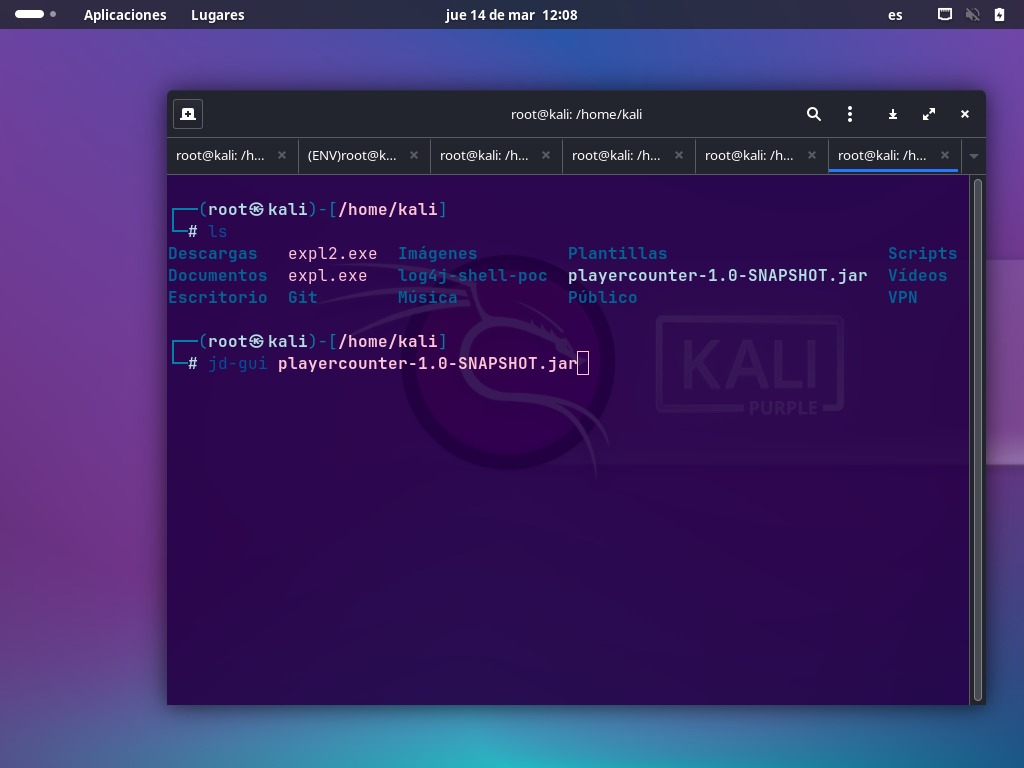 Aplicaciones Lugares jue 14 de mar 12:08 es
root@kali: /home/kali
root@kali: /h... (ENV)root@k... root@kali: /h... root@kali: /h... root@kali: /h... root@kali: /h...
┌──(root㉿kali)-[/home/kali]
└─# ls
Descargas expl2.exe Imágenes Plantillas Scripts
Documentos expl.exe log4j-shell-poc playercounter-1.0-SNAPSHOT.jar Vídeos
Escritorio Git Música Público VPN
┌──(root㉿kali)-[/home/kali]
└─# jd-gui playercounter-1.0-SNAPSHOT.jar
KALI
PURPLE